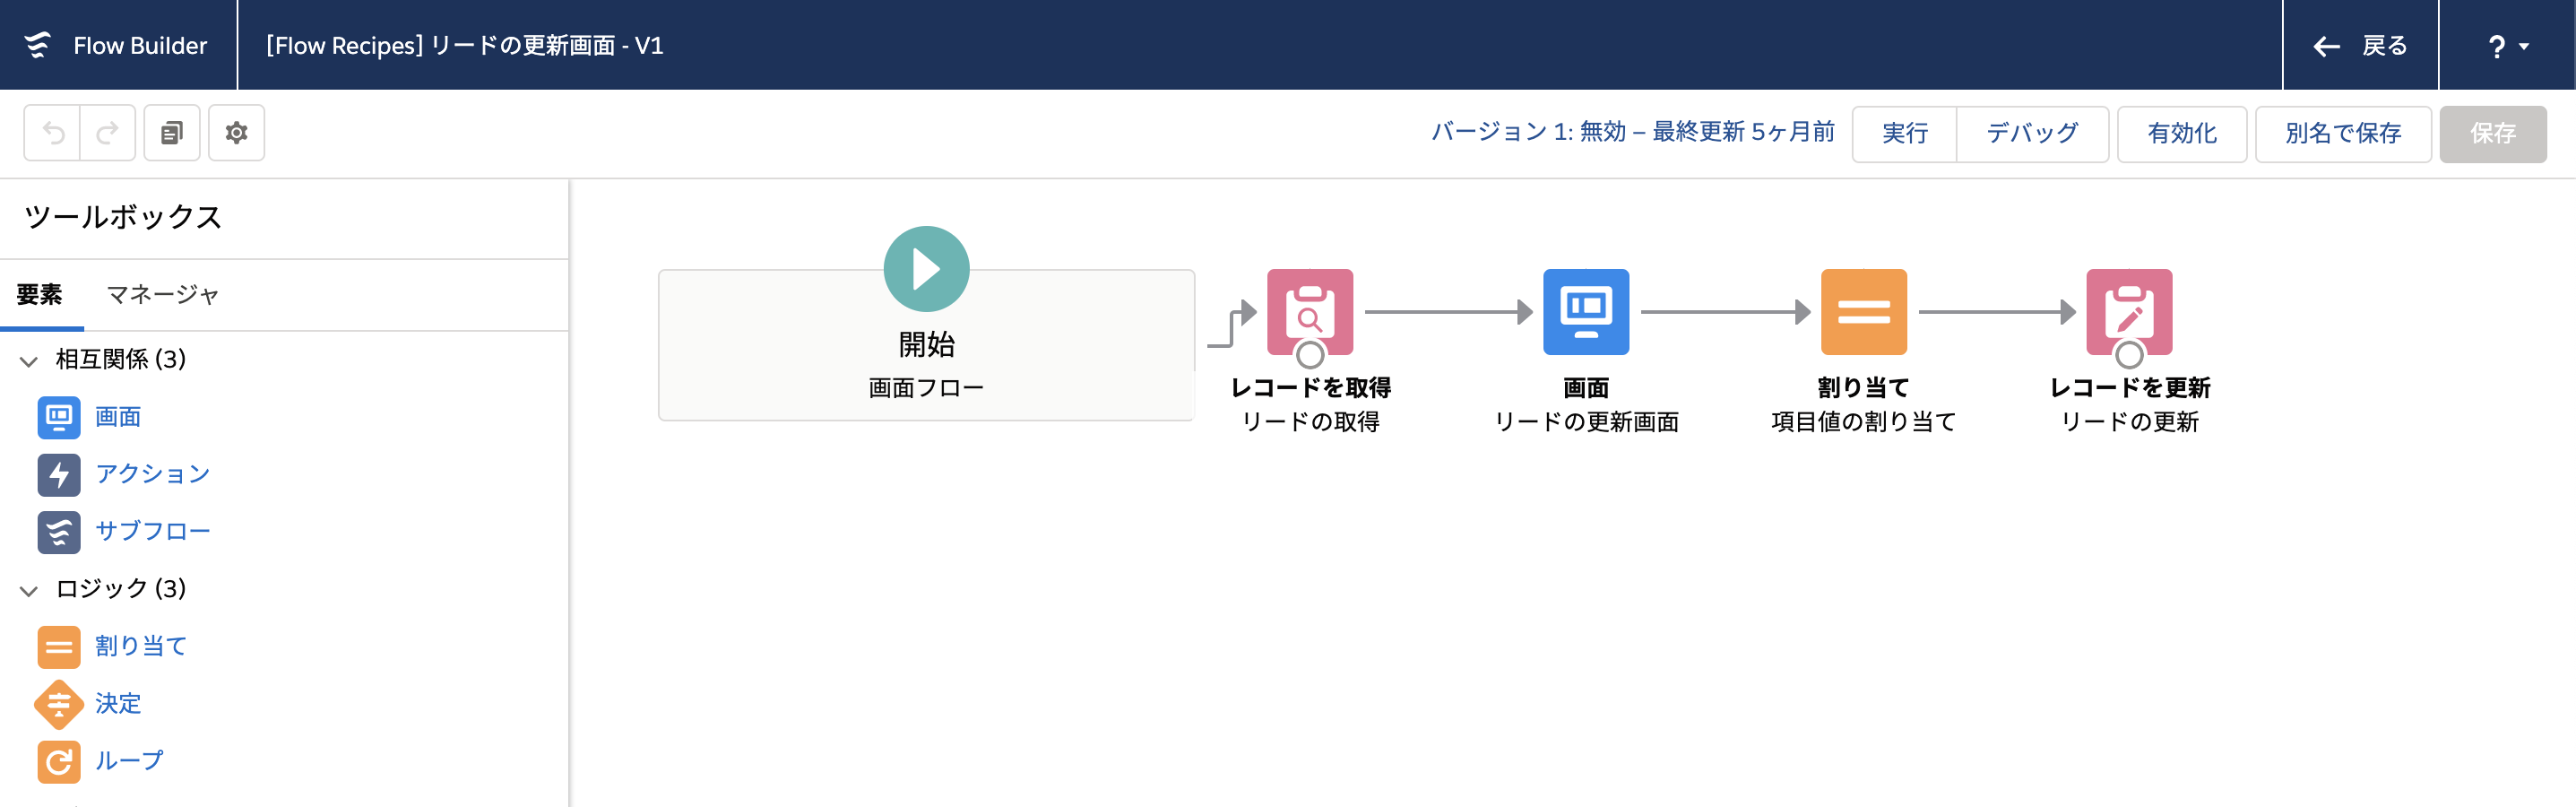 Flow Builder
[Flow Recipes] リードの更新画面 - V1
戻る
?
バージョン 1: 無効 – 最終更新 5ヶ月前
実行
デバッグ
有効化
別名で保存
保存
ツールボックス
要素
マネージャ
相互関係 (3)
画面
アクション
サブフロー
ロジック (3)
割り当て
決定
ループ
開始
画面フロー
レコードを取得
リードの取得
画面
リードの更新画面
割り当て
項目値の割り当て
レコードを更新
リードの更新